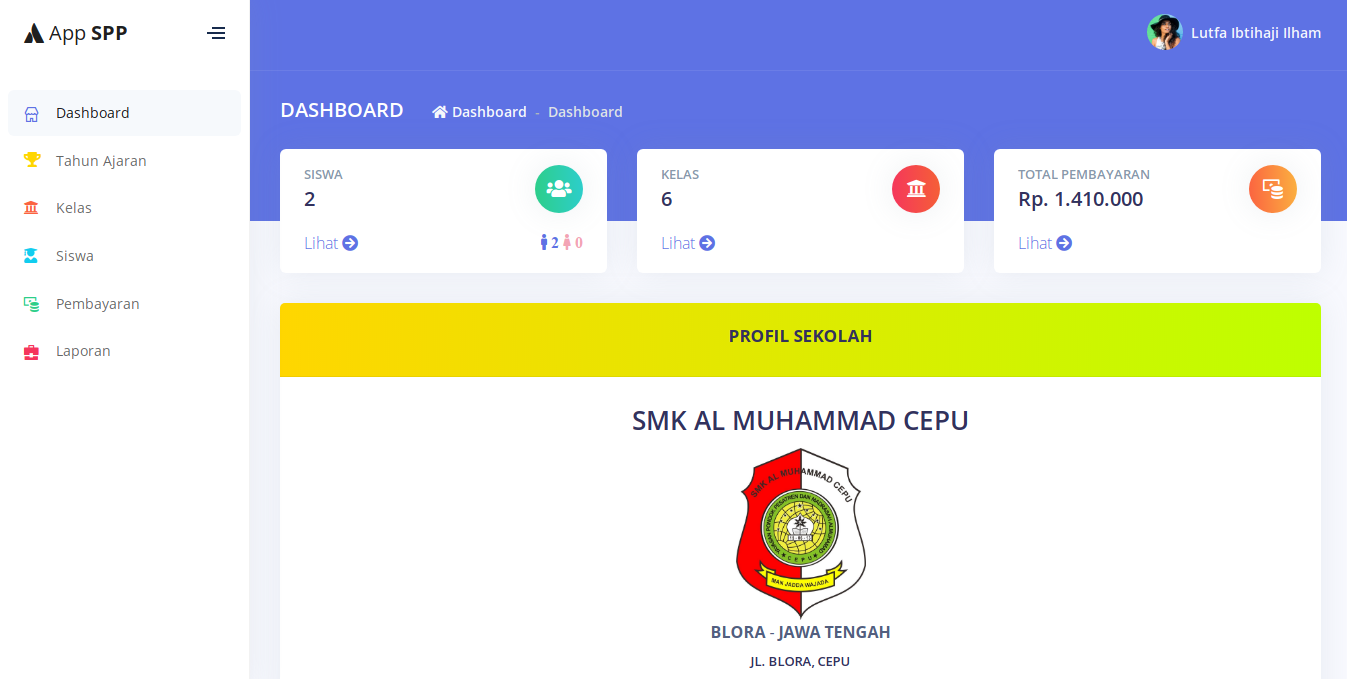 App SPP
Lutfa Ibtihaji Ilham
Dashboard
Tahun Ajaran
Kelas
Siswa
Pembayaran
Laporan
DASHBOARD
Dashboard - Dashboard
SISWA
2
Lihat
2 0
KELAS
6
Lihat
TOTAL PEMBAYARAN
Rp. 1.410.000
Lihat
PROFIL SEKOLAH
SMK AL MUHAMMAD CEPU
SMK AL MUHAMMAD CEPU
CEPU
MAN JADDA WAJADA
BLORA - JAWA TENGAH
JL. BLORA, CEPU